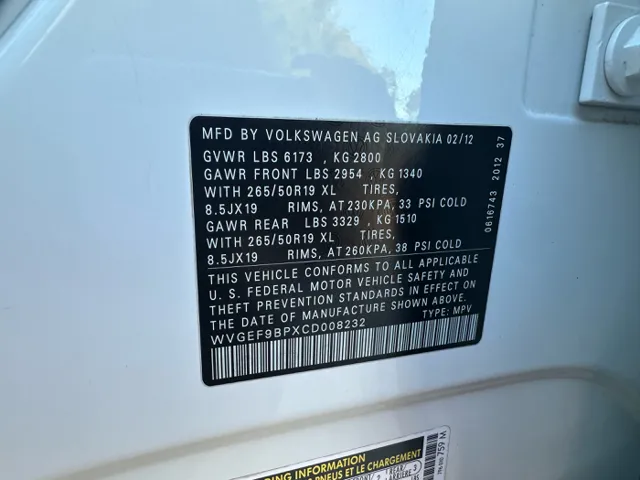 MFD BY VOLKSWAGEN AG SLOVAKIA 02/12
GVWR LBS 6173 , KG 2800
GAWR FRONT LBS 2954 , KG 1340
WITH 265/50R19 XL TIRES,
8.5JX19 RIMS, AT 230KPA, 33 PSI COLD
GAWR REAR LBS 3329 , KG 1510
WITH 265/50R19 XL TIRES,
8.5JX19 RIMS, AT 260KPA, 38 PSI COLD
THIS VEHICLE CONFORMS TO ALL APPLICABLE
U. S. FEDERAL MOTOR VEHICLE SAFETY AND
THEFT PREVENTION STANDARDS IN EFFECT ON
THE DATE OF MANUFACTURE SHOWN ABOVE.
WVGEF9BPXCD008232 TYPE: MPV
0616743 2012 37
ING INFORMATION
PNEUS ET LE CHARGEMENT
759 M